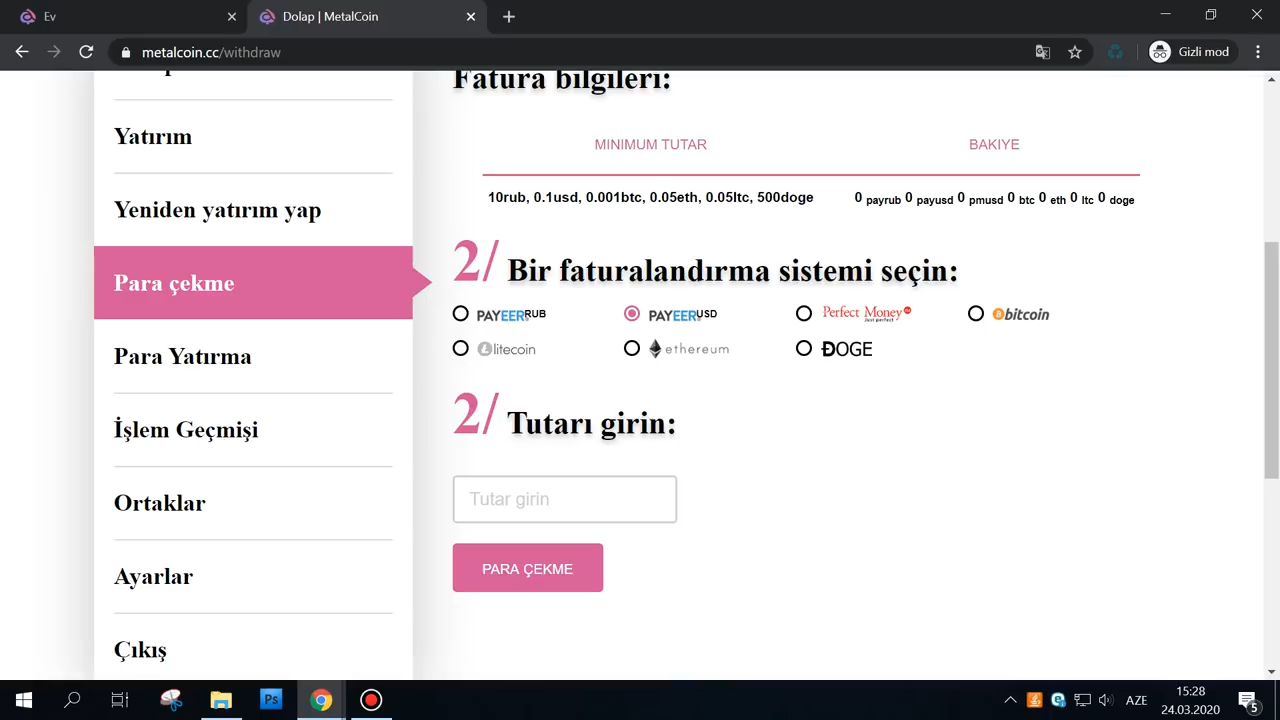 Ev
Dolap | MetalCoin
metalcoin.cc/withdraw
Gizli mod
Fatura bilgileri:
Yatırım
MINIMUM TUTAR BAKIYE
10rub, 0.1usd, 0.001btc, 0.05eth, 0.05ltc, 500doge 0 payrub 0 payusd 0 pmusd 0 btc 0 eth 0 ltc 0 doge
Yeniden yatırım yap
Para çekme
2/ Bir faturalandırma sistemi seçin:
PAYEER RUB PAYEER USD Perfect Money Just perfect bitcoin
litecoin ethereum DOGE
Para Yatırma
İşlem Geçmişi
2/ Tutarı girin:
Ortaklar
Tutar girin
Ayarlar
PARA ÇEKME
Çıkış
Ps
AZE
15:28
24.03.2020
5